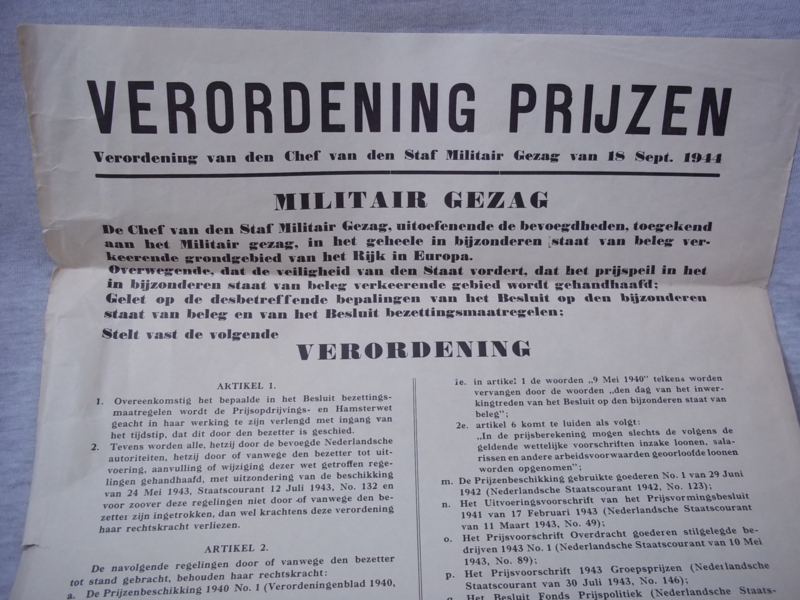 VERORDENING PRIJZEN
Verordening van den Chef van den Staf Militair Gezag van 18 Sept. 1944
MILITAIR GEZAG
De Chef van den Staf Militair Gezag, uitoefenende de bevoegdheden, toegekend
aan het Militair gezag, in het geheele in bijzonderen staat van beleg ver-
keerende grondgebied van het Rijk in Europa.
Overwegende, dat de veiligheid van den Staat vordert, dat het prijspeil in het
in bijzonderen staat van beleg verkeerende gebied wordt gehandhaafd;
Gelet op de desbetreffende bepalingen van het Besluit op den bijzonderen
staat van beleg en van het Besluit bezettingsmaatregelen;
Stelt vast de volgende
VERORDENING
ARTIKEL 1.
1. Overeenkomstig het bepaalde in het Besluit bezettings-
maatregelen wordt de Prijsopdrijvings- en Hamsterwet
geacht in haar werking te zijn verlengd met ingang van
het tijdstip, dat dit door den bezetter is geschied.
2. Tevens worden alle, hetzij door de bevoegde Nederlandsche
autoriteiten, hetzij door of vanwege den bezetter tot uit-
voering, aanvulling of wijziging dezer wet getroffen rege-
lingen gehandhaafd, met uitzondering van de beschikking
van 24 Mei 1943, Staatscourant 12 Juli 1943, No. 132 en
voor zoover deze regelingen niet door of vanwege den be-
zetter zijn ingetrokken, dan wel krachtens deze verordening
haar rechtskracht verliezen.
ARTIKEL 2.
De navolgende regelingen door of vanwege den bezetter
tot stand gebracht, behouden haar rechtskracht:
a. De Prijzenbeschikking 1940 No. 1 (Verordeningenblad 1940,
1e. in artikel 1 de woorden „9 Mei 1940" telkens worden
vervangen door de woorden „den dag van het inwer-
kingtreden van het Besluit op den bijzonderen staat van
beleg";
2e. artikel 6 komt te luiden als volgt:
„In de prijsberekening mogen slechts de volgens de
geldende wettelijke voorschriften inzake loonen, sala-
rissen en andere arbeidsvoorwaarden geoorloofde loonen
worden opgenomen";
m. De Prijzenbeschikking gebruikte goederen No. 1 van 29 Juni
1942 (Nederlandsche Staatscourant 1942, No. 123);
n. Het Uitvoeringsvoorschrift van het Prijsvormingsbesluit
1941 van 17 Februari 1943 (Nederlandsche Staatscourant
van 11 Maart 1943, No. 49);
o. Het Prijsvoorschrift Overdracht goederen stilgelegde be-
drijven 1943 No. 1 (Nederlandsche Staatscourant van 10 Mei
1943, No. 89);
p. Het Prijsvoorschrift 1943 Groepsprijzen (Nederlandsche
Staatscourant van 30 Juli 1943, No. 146);
q. Het Besluit Fonds Prijspolitiek (Nederlandsche Staats-